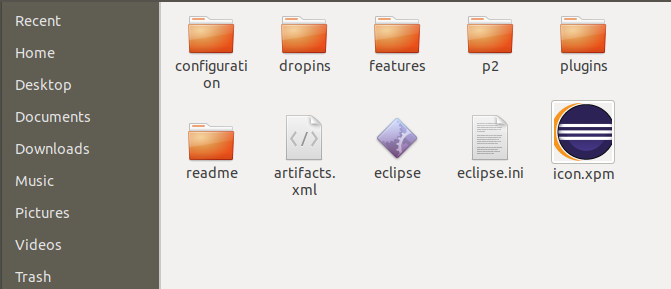 Recent
Home
Desktop
Documents
Downloads
Music
Pictures
Videos
Trash
configurati
on
dropins
features
p2
plugins
readme
artifacts.
xml
eclipse
eclipse.ini
icon.xpm